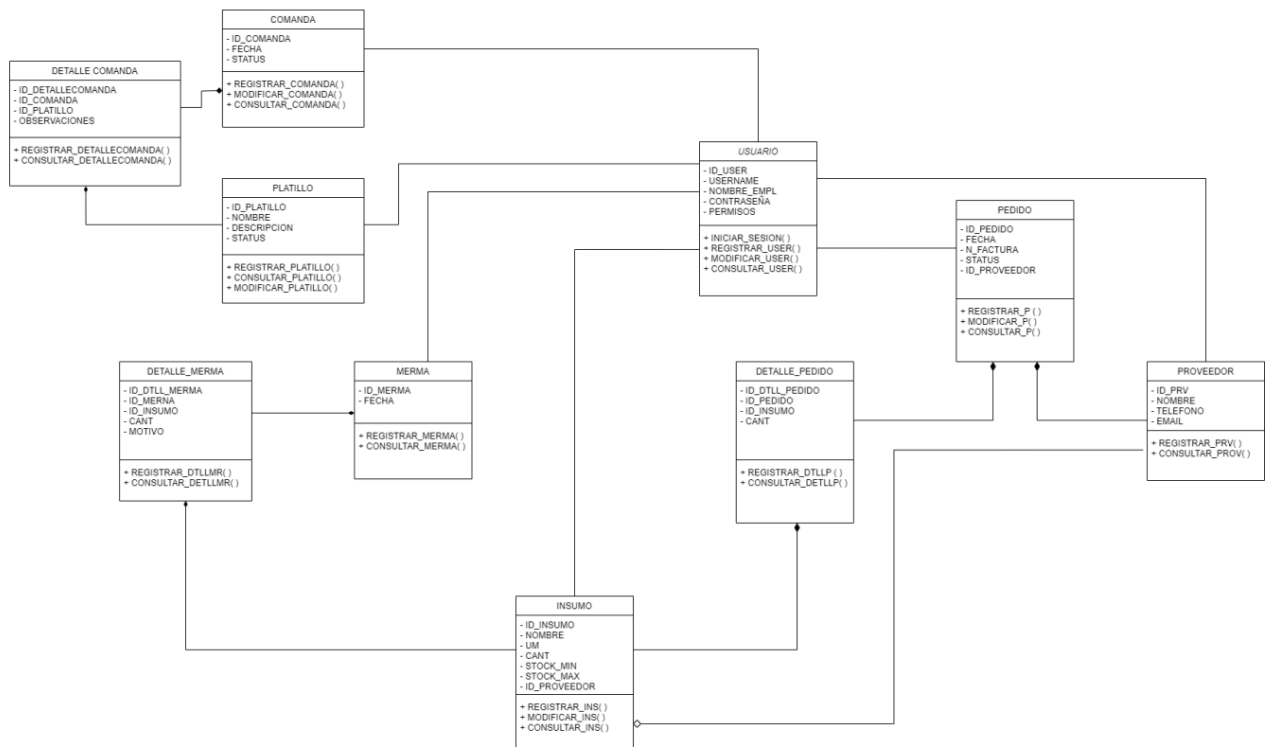 COMANDA
- ID_COMANDA
- FECHA
- STATUS
+ REGISTRAR_COMANDA( )
+ MODIFICAR_COMANDA( )
+ CONSULTAR_COMANDA( )
DETALLE COMANDA
- ID_DETALLECOMANDA
- ID_COMANDA
- ID_PLATILLO
- OBSERVACIONES
+ REGISTRAR_DETALLECOMANDA( )
+ CONSULTAR_DETALLECOMANDA( )
PLATILLO
- ID_PLATILLO
- NOMBRE
- DESCRIPCION
- STATUS
+ REGISTRAR_PLATILLO( )
+ CONSULTAR_PLATILLO( )
+ MODIFICAR_PLATILLO( )
USUARIO
- ID_USER
- USERNAME
- NOMBRE_EMPL
- CONTRASEÑA
- PERMISOS
+ INICIAR_SESION( )
+ REGISTRAR_USER( )
+ MODIFICAR_USER( )
+ CONSULTAR_USER( )
PEDIDO
- ID_PEDIDO
- FECHA
- N_FACTURA
- STATUS
- ID_PROVEEDOR
+ REGISTRAR_P ( )
+ MODIFICAR_P( )
+ CONSULTAR_P( )
DETALLE_MERMA
- ID_DTLL_MERMA
- ID_MERNA
- ID_INSUMO
- CANT
- MOTIVO
+ REGISTRAR_DTLLMR( )
+ CONSULTAR_DETLLMR( )
MERMA
- ID_MERMA
- FECHA
+ REGISTRAR_MERMA( )
+ CONSULTAR_MERMA( )
DETALLE_PEDIDO
- ID_DTLL_PEDIDO
- ID_PEDIDO
- ID_INSUMO
- CANT
+ REGISTRAR_DTLLP( )
+ CONSULTAR_DETLLP( )
PROVEEDOR
- ID_PRV
- NOMBRE
- TELEFONO
- EMAIL
+ REGISTRAR_PRV( )
+ CONSULTAR_PROV( )
INSUMO
- ID_INSUMO
- NOMBRE
- UM
- CANT
- STOCK_MIN
- STOCK_MAX
- ID_PROVEEDOR
+ REGISTRAR_INS( )
+ MODIFICAR_INS( )
+ CONSULTAR_INS( )